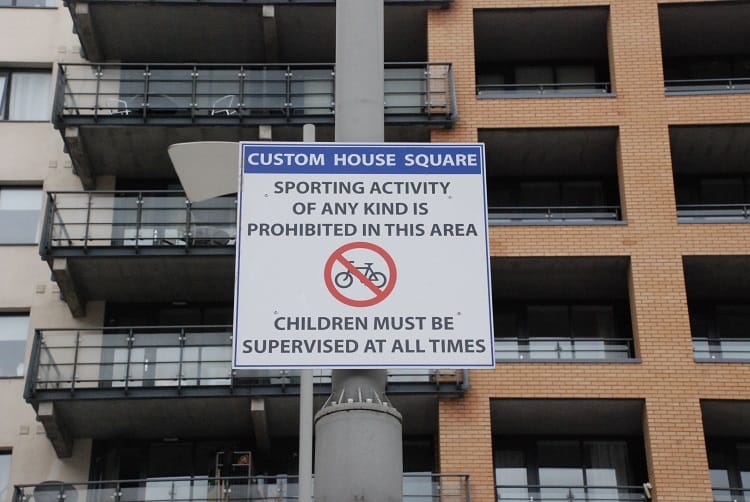 CUSTOM HOUSE SQUARE
SPORTING ACTIVITY
OF ANY KIND IS
PROHIBITED IN THIS AREA
CHILDREN MUST BE
SUPERVISED AT ALL TIMES